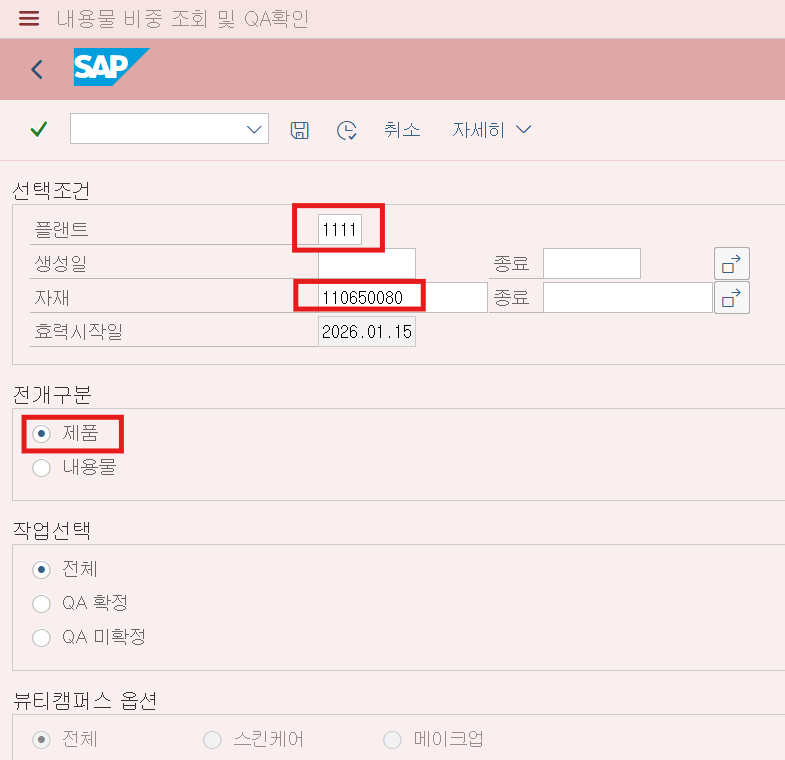 내용물 비중 조회 및 QA확인
SAP
취소 자세히
선택조건
플랜트 1111
생성일 종료
자재 110650080 종료
효력시작일 2026.01.15
전개구분
제품
내용물
작업선택
전체
QA 확정
QA 미확정
뷰티캠퍼스 옵션
전체 스킨케어 메이크업